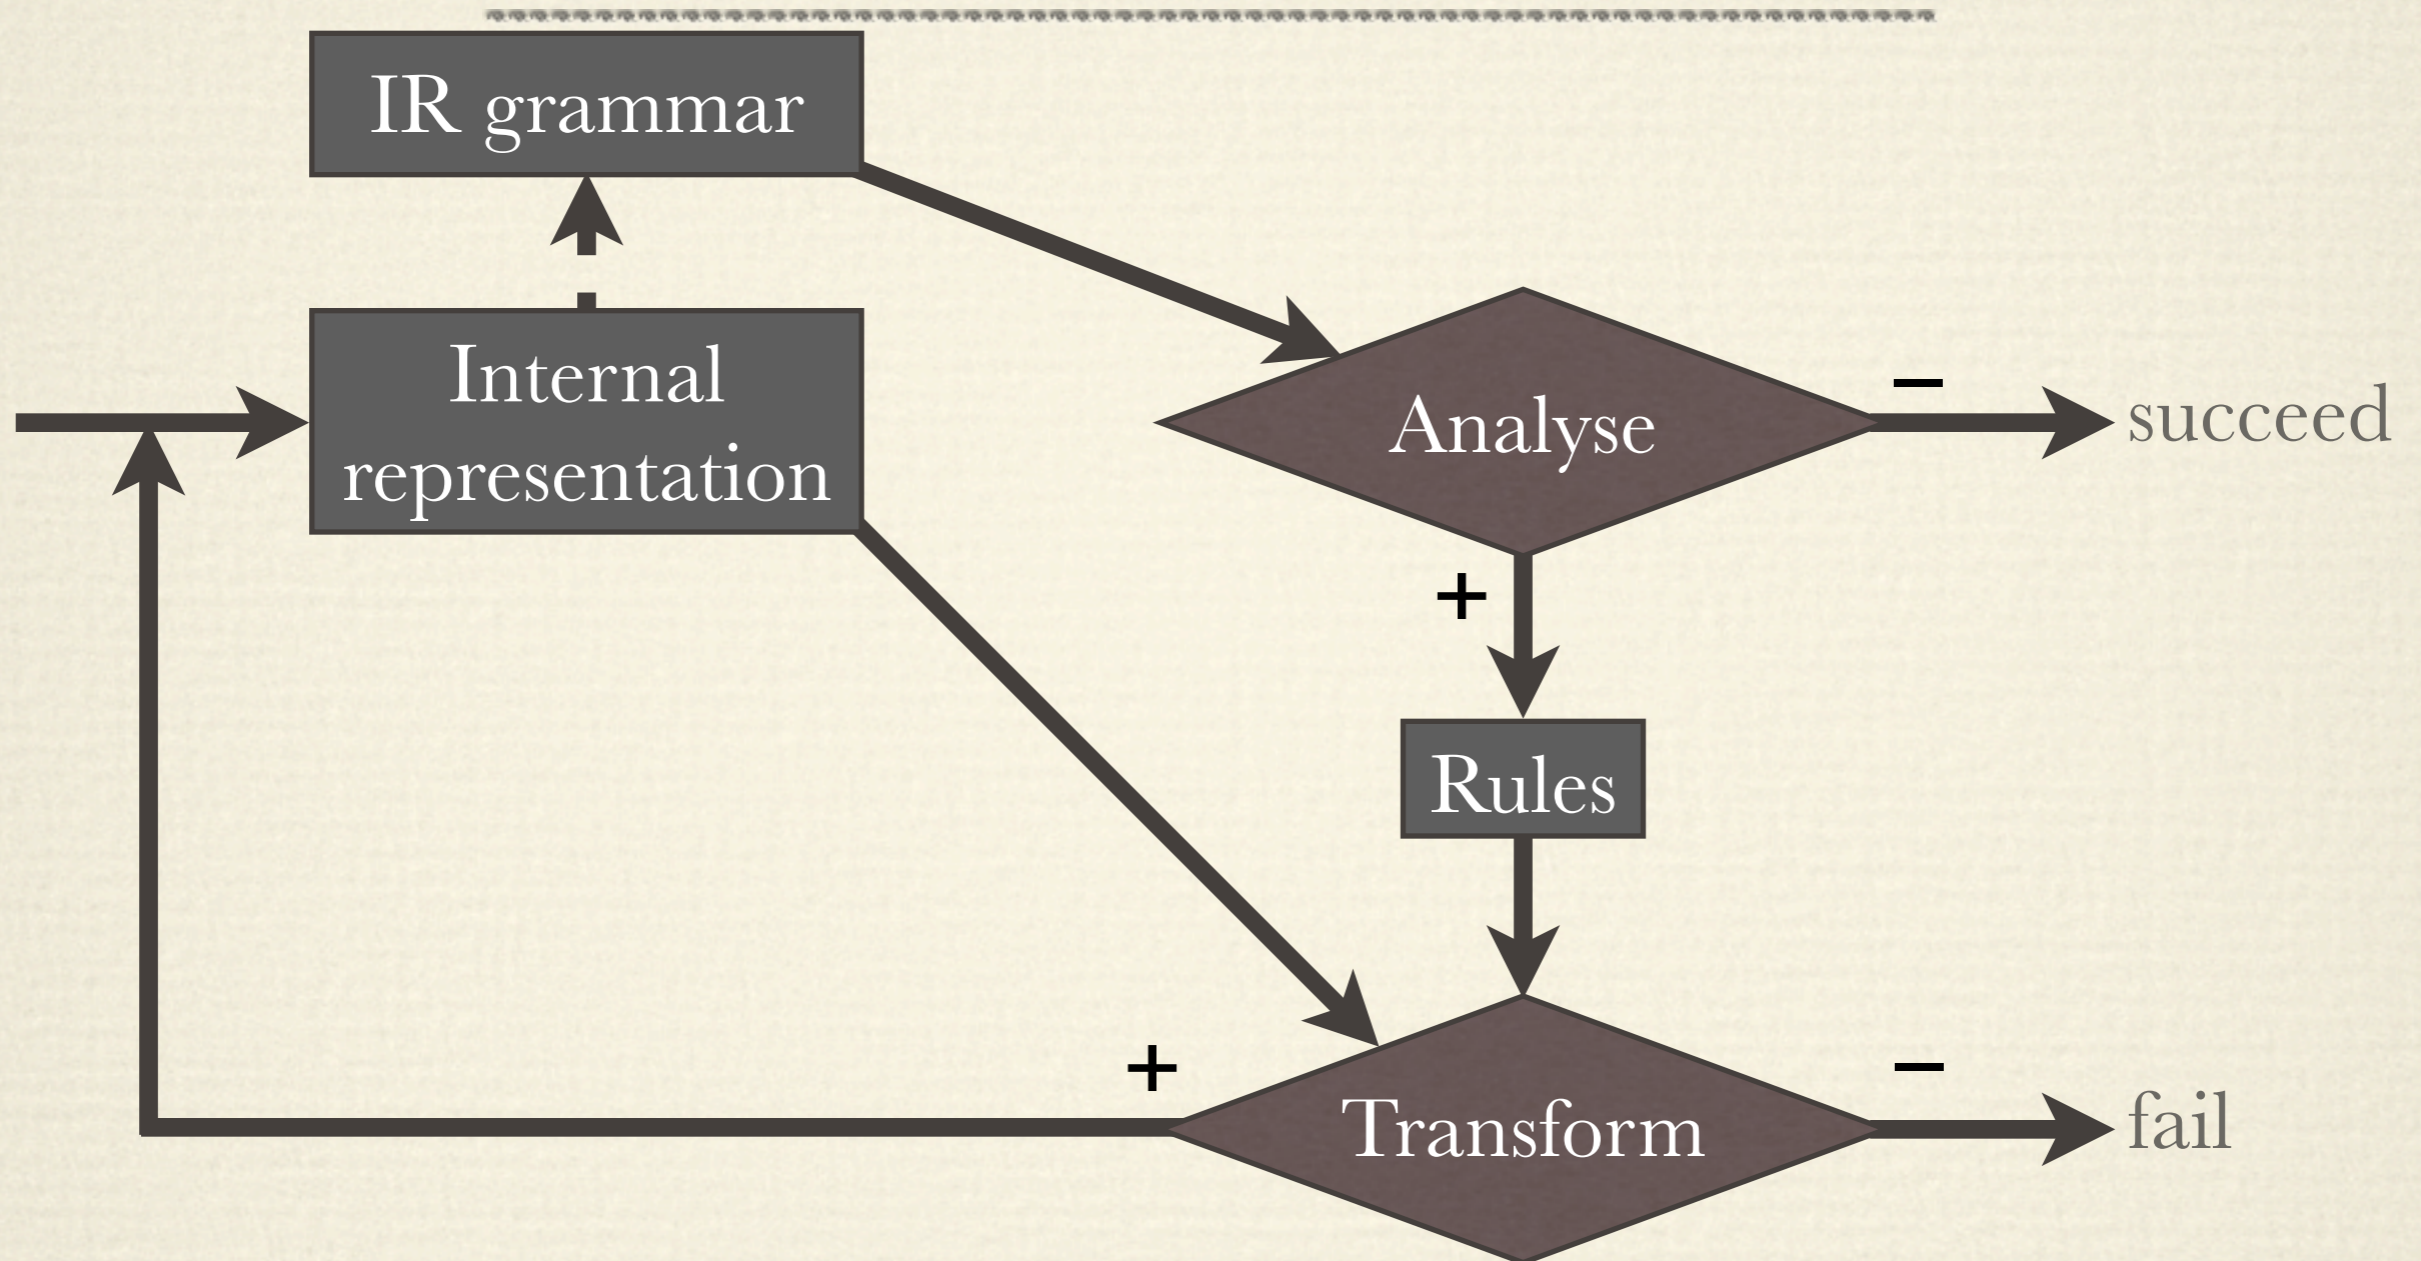 IR grammar
Internal
representation
Analyse
–
succeed
+
Rules
+
Transform
–
fail